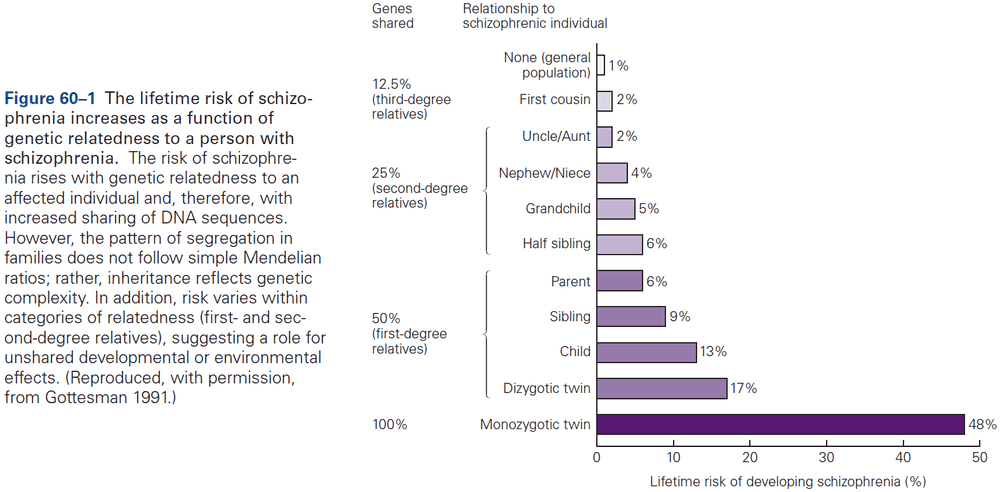 Figure 60–1 The lifetime risk of schizo-
phrenia increases as a function of
genetic relatedness to a person with
schizophrenia. The risk of schizophre-
nia rises with genetic relatedness to an
affected individual and, therefore, with
increased sharing of DNA sequences.
However, the pattern of segregation in
families does not follow simple Mendelian
ratios; rather, inheritance reflects genetic
complexity. In addition, risk varies within
categories of relatedness (first- and sec-
ond-degree relatives), suggesting a role for
unshared developmental or environmental
effects. (Reproduced, with permission,
from Gottesman 1991.)
Genes
shared
Relationship to
schizophrenic individual
None (general
population)
1%
12.5%
(third-degree
relatives)
First cousin
2%
25%
(second-degree
relatives)
Uncle/Aunt
2%
Nephew/Niece
4%
Grandchild
5%
Half sibling
6%
50%
(first-degree
relatives)
Parent
6%
Sibling
9%
Child
13%
Dizygotic twin
17%
100%
Monozygotic twin
48%
0 10 20 30 40 50
Lifetime risk of developing schizophrenia (%)